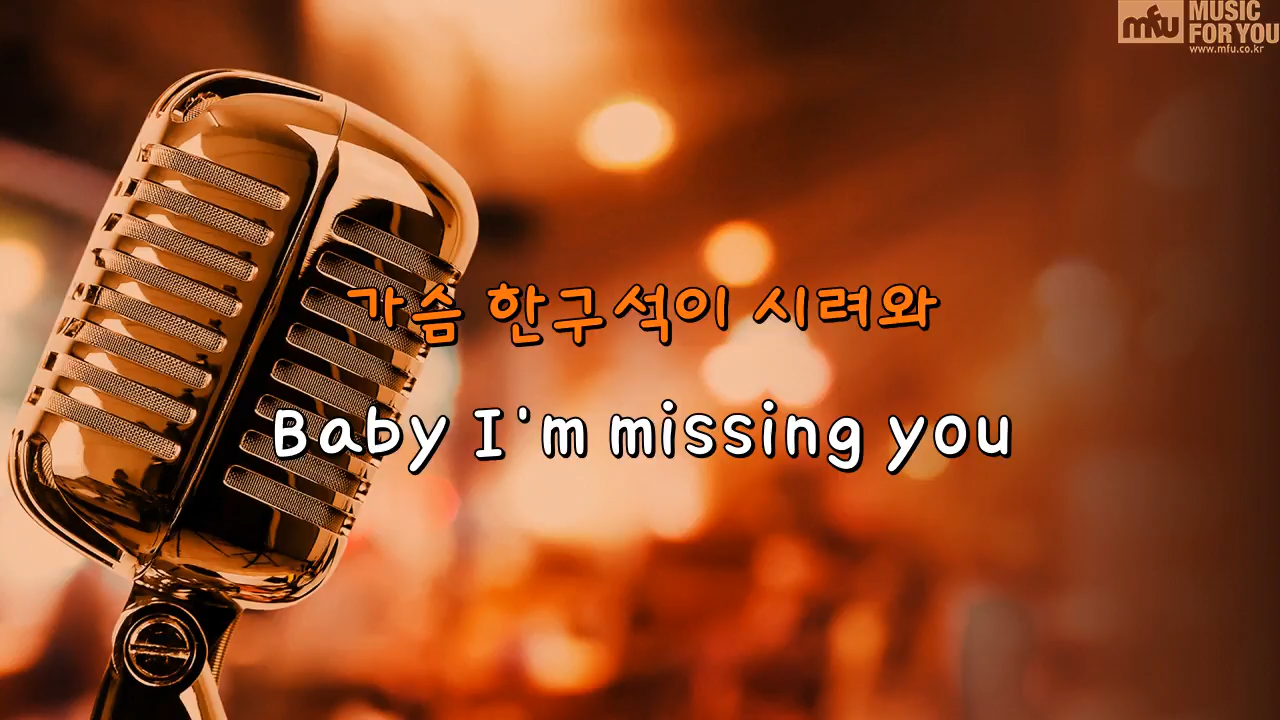 mfu MUSIC
FOR YOU
www.mfu.co.kr
가슴 한구석이 시려와
Baby I'm missing you